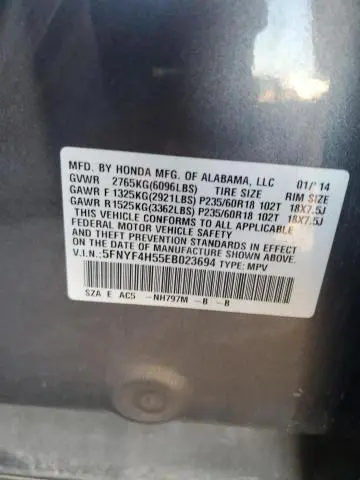 MFD. BY HONDA MFG. OF ALABAMA, LLC 01/'14
GVWR 2765KG(6096LBS) TIRE SIZE RIM SIZE
GAWR F 1325KG(2921LBS) P235/60R18 102T 18X7.5J
GAWR R 1525KG(3362LBS) P235/60R18 102T 18X7.5J
THIS VEHICLE CONFORMS TO ALL APPLICABLE
FEDERAL MOTOR VEHICLE SAFETY
STANDARDS IN EFFECT ON THE DATE OF MANUFACTURE SHOWN ABOVE.
V.I.N.: 5FNYF4H55EB023694 TYPE: MPV
SZA E AC5 -NH797M -B -B